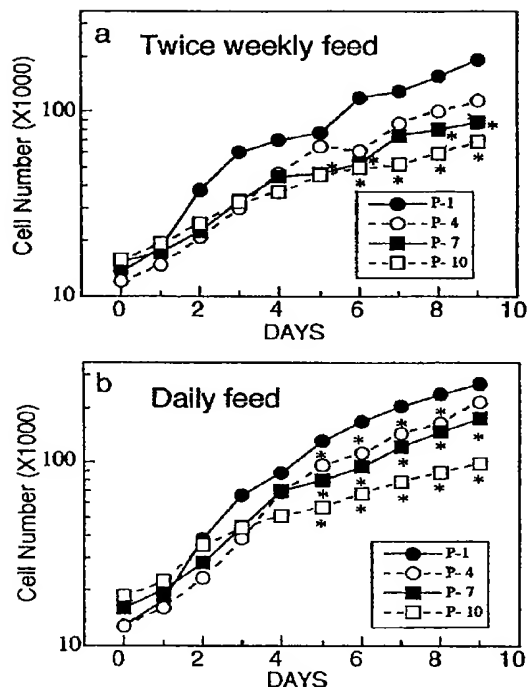 a
Twice weekly feed
Cell Number (X1000)
100
10
P-1
P-4
P-7
P-10
0 2 4 6 8 10
DAYS
b
Daily feed
Cell Number (X1000)
100
10
P-1
P-4
P-7
P-10
0 2 4 6 8 10
DAYS